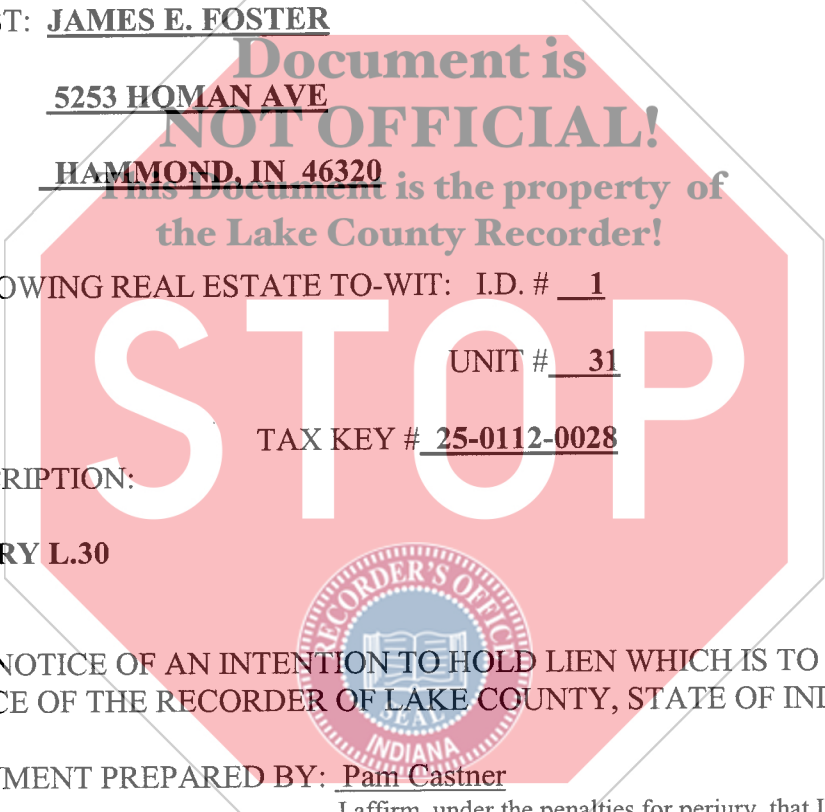 ST: JAMES E. FOSTER
Document is
5253 HOMAN AVE
NOT OFFICIAL!
HAMMOND, IN 46320
This Document is the property of
the Lake County Recorder!
OWING REAL ESTATE TO-WIT: I.D. # 1
STOP
UNIT # 31
TAX KEY # 25-0112-0028
RIPTION:
RY L.30
RECORDER'S OFFICE
NOTICE OF AN INTENTION TO HOLD LIEN WHICH IS TO
CE OF THE RECORDER OF LAKE COUNTY, STATE OF IND
SEAL
INDIANA
MENT PREPARED BY: Pam Castner
I affirm, under the penalties for perjury, that I